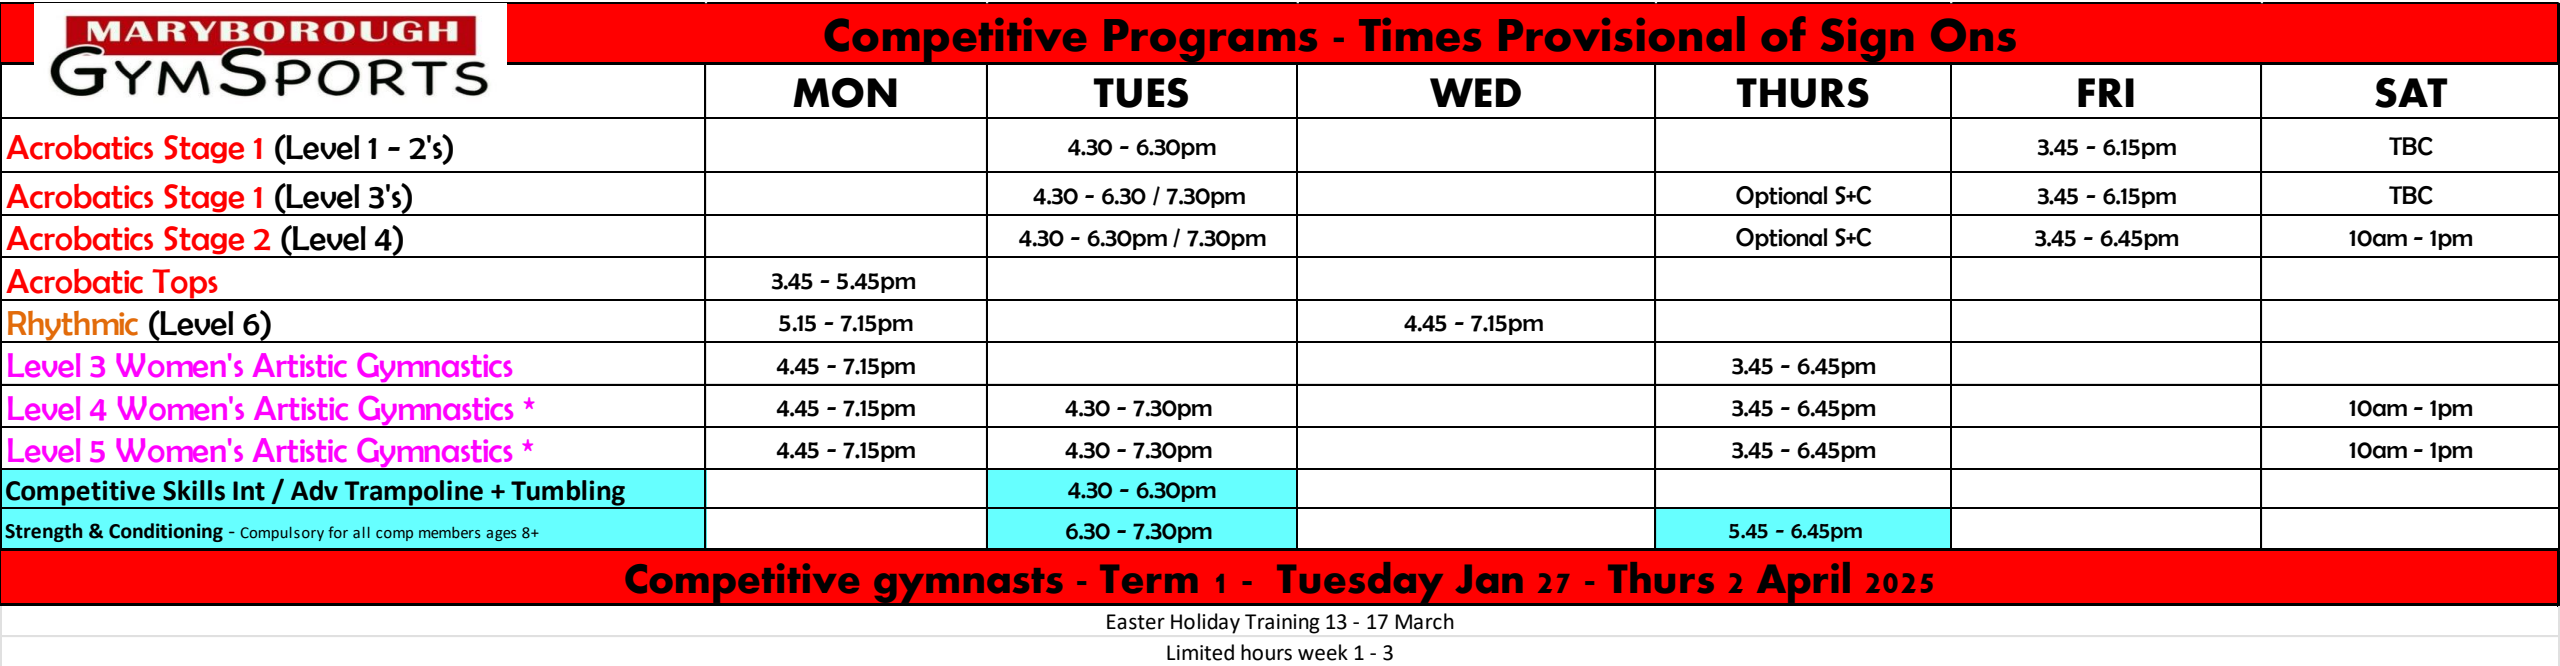 MARYBOROUGH
GYMSPORTS
Competitive Programs - Times Provisional of Sign Ons
MON TUES WED THURS FRI SAT
Acrobatics Stage 1 (Level 1 - 2's) 4.30 - 6.30pm 3.45 - 6.15pm TBC
Acrobatics Stage 1 (Level 3's) 4.30 - 6.30 / 7.30pm Optional S+C 3.45 - 6.15pm TBC
Acrobatics Stage 2 (Level 4) 4.30 - 6.30pm / 7.30pm Optional S+C 3.45 - 6.45pm 10am - 1pm
Acrobatic Tops 3.45 - 5.45pm
Rhythmic (Level 6) 5.15 - 7.15pm 4.45 - 7.15pm
Level 3 Women's Artistic Gymnastics 4.45 - 7.15pm 3.45 - 6.45pm
Level 4 Women's Artistic Gymnastics * 4.45 - 7.15pm 4.30 - 7.30pm 3.45 - 6.45pm 10am - 1pm
Level 5 Women's Artistic Gymnastics * 4.45 - 7.15pm 4.30 - 7.30pm 3.45 - 6.45pm 10am - 1pm
Competitive Skills Int / Adv Trampoline + Tumbling 4.30 - 6.30pm
Strength & Conditioning - Compulsory for all comp members ages 8+ 6.30 - 7.30pm 5.45 - 6.45pm
Competitive gymnasts - Term 1 - Tuesday Jan 27 - Thurs 2 April 2025
Easter Holiday Training 13 - 17 March
Limited hours week 1 - 3